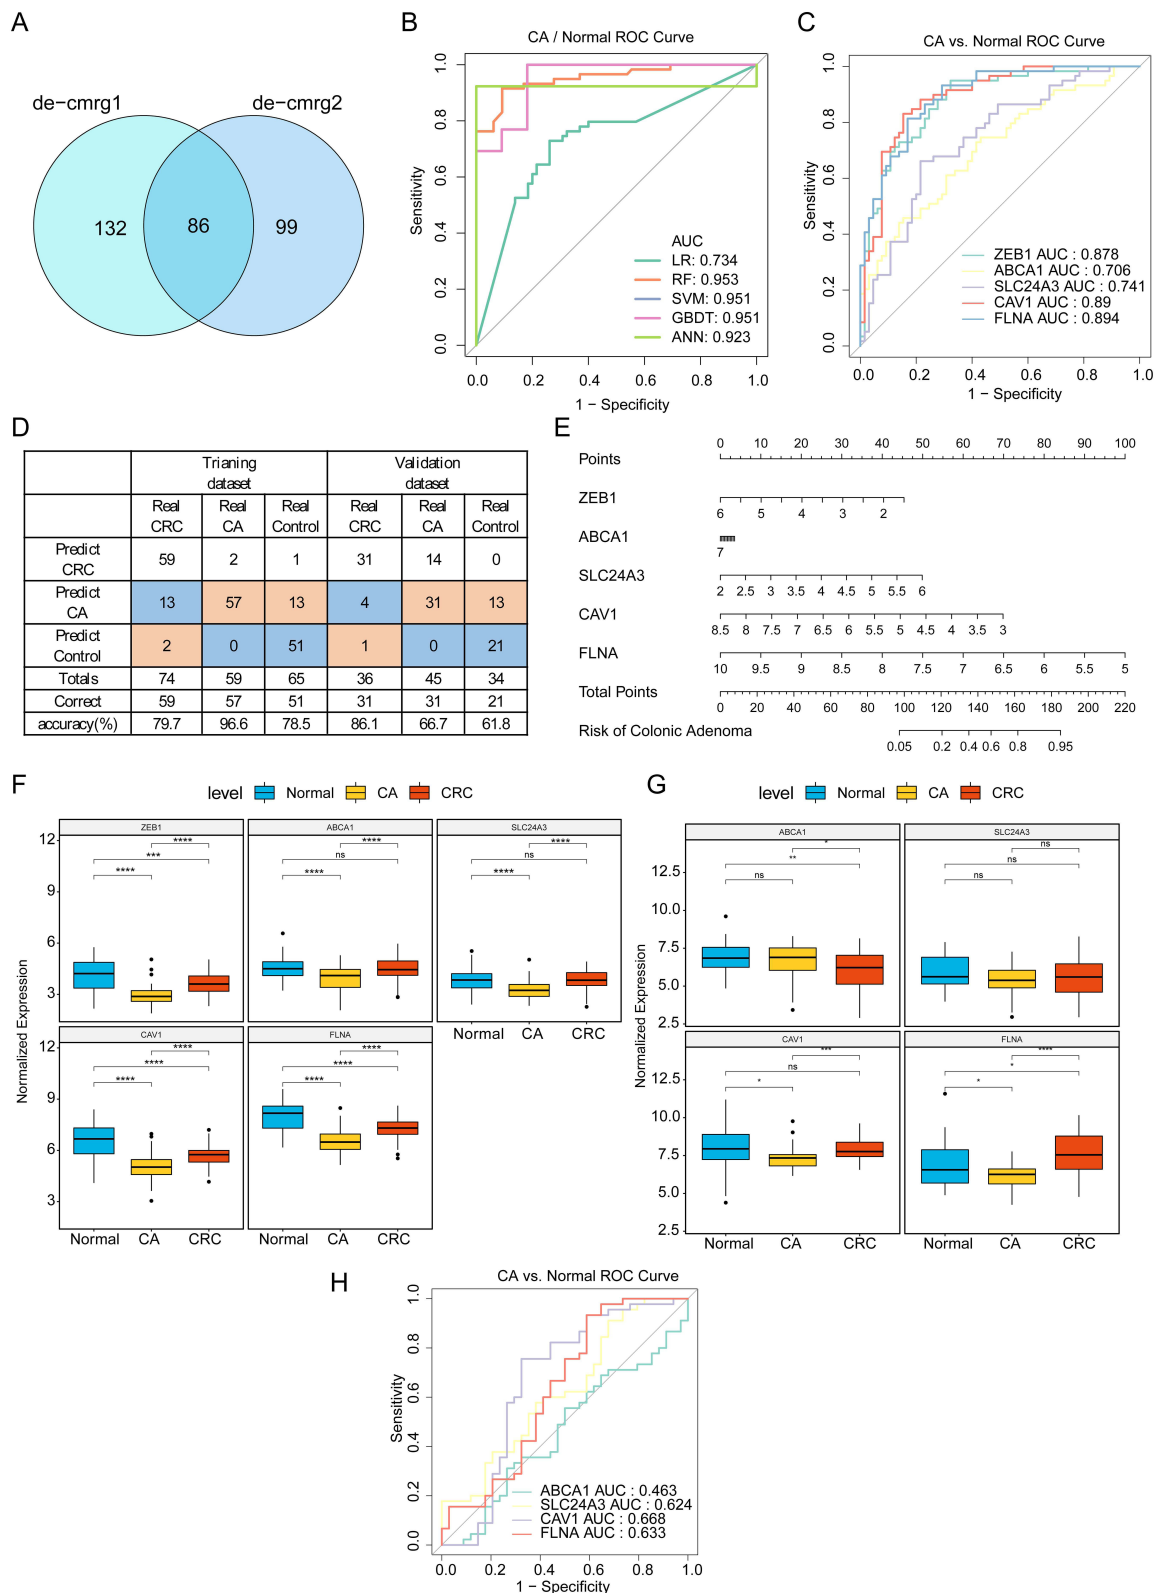 A
de-cmrg1
de-cmrg2
132
86
99
B
CA / Normal ROC Curve
Sensitivity
0.0 0.2 0.4 0.6 0.8 1.0
AUC
LR: 0.734
RF: 0.953
SVM: 0.951
GBDT: 0.951
ANN: 0.923
0.0 0.2 0.4 0.6 0.8 1.0
1 − Specificity
C
CA vs. Normal ROC Curve
Sensitivity
0.0 0.2 0.4 0.6 0.8 1.0
ZEB1 AUC : 0.878
ABCA1 AUC : 0.706
SLC24A3 AUC : 0.741
CAV1 AUC : 0.89
FLNA AUC : 0.894
0.0 0.2 0.4 0.6 0.8 1.0
1 − Specificity
D
Trianing dataset Validation dataset
Real CRC Real CA Real Control Real CRC Real CA Real Control
Predict CRC 59 2 1 31 14 0
Predict CA 13 57 13 4 31 13
Predict Control 2 0 51 1 0 21
Totals 74 59 65 36 45 34
Correct 59 57 51 31 31 21
accuracy(%) 79.7 96.6 78.5 86.1 66.7 61.8
E
0 10 20 30 40 50 60 70 80 90 100
Points
ZEB1
6 5 4 3 2
ABCA1
7
SLC24A3
2 2.5 3 3.5 4 4.5 5 5.5 6
CAV1
8.5 8 7.5 7 6.5 6 5.5 5 4.5 4 3.5 3
FLNA
10 9.5 9 8.5 8 7.5 7 6.5 6 5.5 5
Total Points
0 20 40 60 80 100 120 140 160 180 200 220
Risk of Colonic Adenoma
0.05 0.2 0.4 0.6 0.8 0.95
F
level Normal CA CRC
Normalized Expression
ZEB1 ABCA1 SLC24A3
12
9
6
3
**** *** ****
**** ns ****
**** ns ****
Normal CA CRC
CAV1 FLNA
12
9
6
3
**** **** ****
**** **** ****
Normal CA CRC Normal CA CRC
G
level Normal CA CRC
Normalized Expression
ABCA1 SLC24A3
12.5
10.0
7.5
5.0
2.5
* ** ns
ns ns ns
CAV1 FLNA
12.5
10.0
7.5
5.0
2.5
*** ns *
**** * *
Normal CA CRC Normal CA CRC
H
CA vs. Normal ROC Curve
Sensitivity
0.0 0.2 0.4 0.6 0.8 1.0
ABCA1 AUC : 0.463
SLC24A3 AUC : 0.624
CAV1 AUC : 0.668
FLNA AUC : 0.633
0.0 0.2 0.4 0.6 0.8 1.0
1 − Specificity